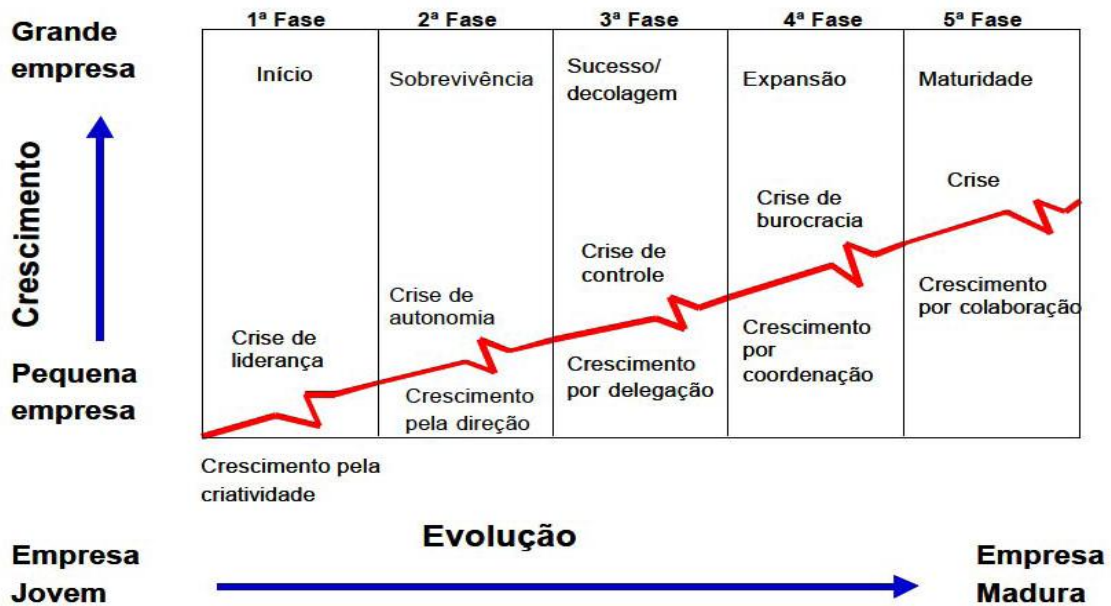 1ª Fase
2ª Fase
3ª Fase
4ª Fase
5ª Fase
Grande
empresa
Início
Sobrevivência
Sucesso/
decolagem
Expansão
Maturidade
Crescimento
Crise de
liderança
Crise de
autonomia
Crise de
controle
Crise de
burocracia
Crise
Pequena
empresa
Crescimento pela
criatividade
Crescimento
pela direção
Crescimento
por delegação
Crescimento
por
coordenação
Crescimento
por colaboração
Evolução
Empresa
Jovem
Empresa
Madura